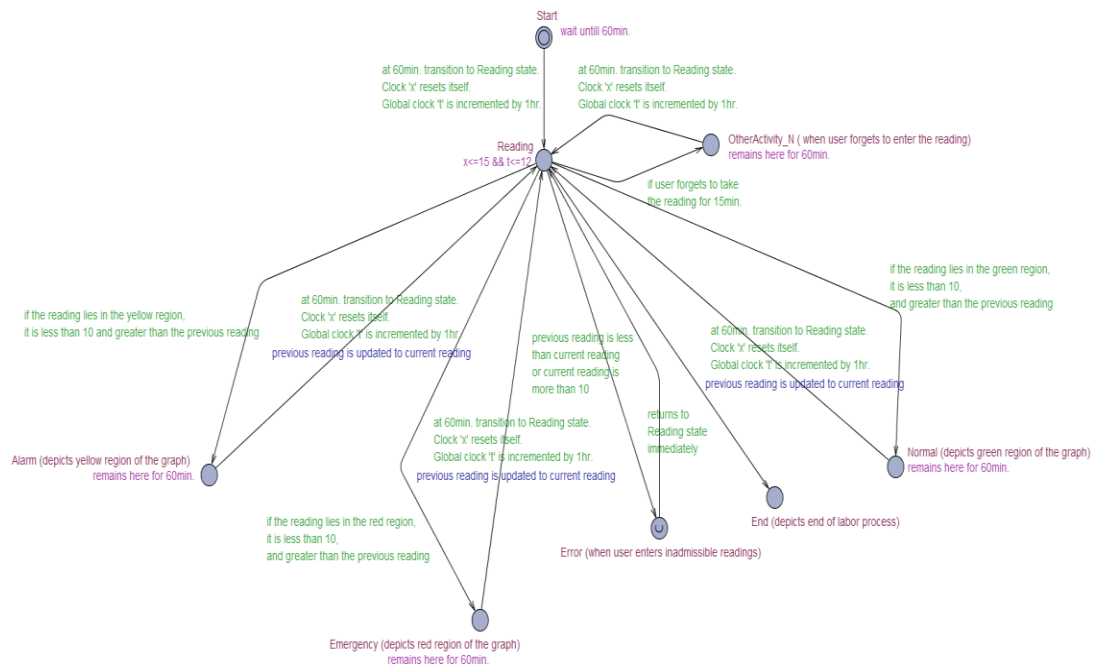 Start
wait untill 60min.
at 60min. transition to Reading state.
Clock 'x' resets itself.
Global clock 't' is incremented by 1hr.
at 60min. transition to Reading state.
Clock 'x' resets itself.
Global clock 't' is incremented by 1hr.
Reading
x<=15 && t<=12
OtherActivity_N ( when user forgets to enter the reading)
remains here for 60min.
if user forgets to take
the reading for 15min.
if the reading lies in the green region,
it is less than 10,
and greater than the previous reading
if the reading lies in the yellow region,
it is less than 10 and greater than the previous reading
at 60min. transition to Reading state.
Clock 'x' resets itself.
Global clock 't' is incremented by 1hr
previous reading is updated to current reading
previous reading is less
than current reading
or current reading is
more than 10
at 60min. transition to Reading state.
Clock 'x' resets itself.
Global clock 't' is incremented by 1hr.
previous reading is updated to current reading
at 60min. transition to Reading state.
Clock 'x' resets itself.
Global clock 't' is incremented by 1hr.
previous reading is updated to current reading
returns to
Reading state
immediately
Alarm (depicts yellow region of the graph)
remains here for 60min.
Normal (depicts green region of the graph)
remains here for 60min.
if the reading lies in the red region,
it is less than 10,
and greater than the previous reading
End (depicts end of labor process)
Error (when user enters inadmissible readings)
Emergency (depicts red region of the graph)
remains here for 60min.